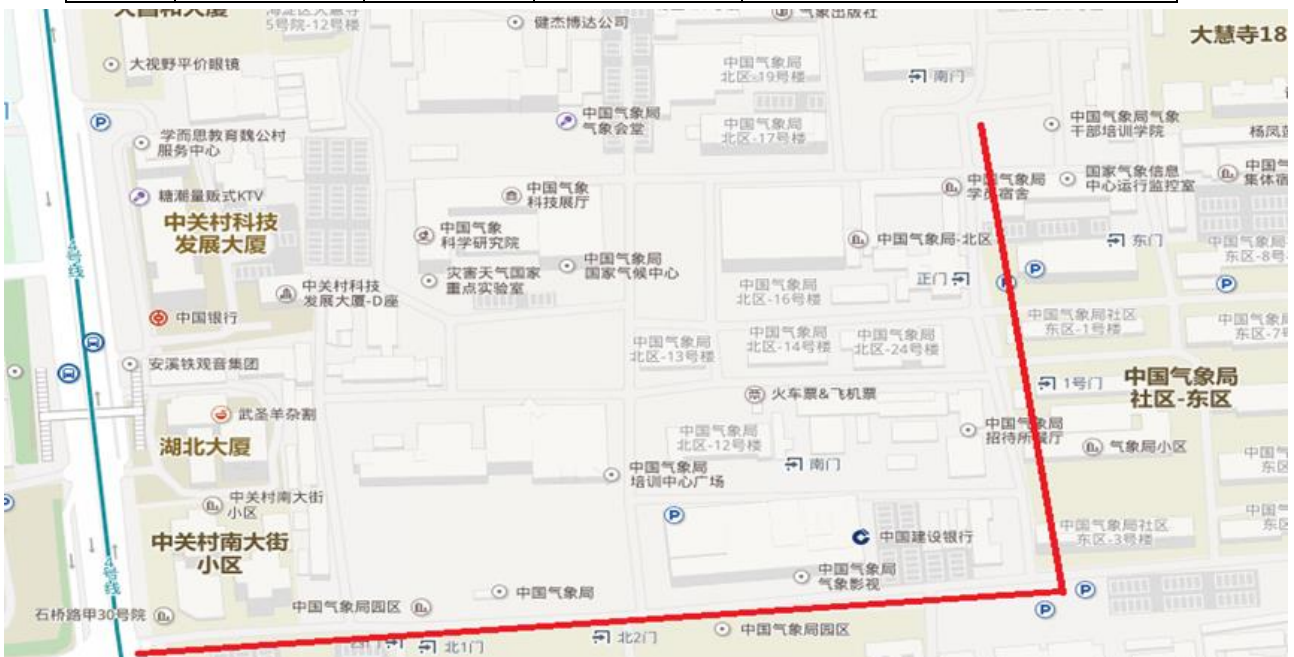 大慧寺18
健杰博达公司
气象出版社
5号院-12号楼
大视野平价眼镜
中国气象局
北区-19号楼
南门
中国气象局
气象会堂
中国气象局
北区-17号楼
中国气象局气象
干部培训学院
学而思教育魏公村
服务中心
糖潮量贩式KTV
中国气象
科技展厅
中国气象局
学员宿舍
国家气象信息
中心运行监控室
中关村科技
发展大厦
中国气象
科学研究院
中国气象局-北区
东门
中国气象局
东区-8号
4号线
灾害天气国家
重点实验室
中国气象局
国家气候中心
正门
中关村科技
发展大厦-D座
中国气象局
北区-16号楼
中国银行
中国气象局社区
东区-1号楼
中国气象局
北区-13号楼
中国气象局
北区-14号楼
中国气象局
北区-24号楼
安溪铁观音集团
火车票&飞机票
1号门
中国气象局
社区-东区
武圣羊杂割
湖北大厦
中国气象局
北区-12号楼
中国气象局
招待所餐厅
气象局小区
南门
中国气象局
培训中心广场
中关村南大街
小区
中关村南大街
小区
中国建设银行
中国气象局社区
东区-3号楼
4号线
中国气象局
气象影视
中国气象局
石桥路甲30号院
中国气象局园区
北1门
北2门
中国气象局园区